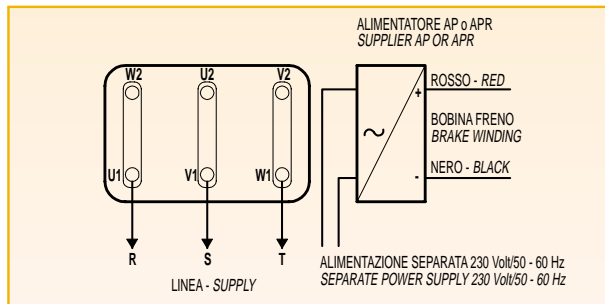 ALIMENTATORE AP o APR
SUPPLIER AP OR APR
W2 U2 V2
+ ROSSO - RED
~
BOBINA FRENO
BRAKE WINDING
U1 V1 W1
- NERO - BLACK
R S T
LINEA - SUPPLY
ALIMENTAZIONE SEPARATA 230 Volt/50 - 60 Hz
SEPARATE POWER SUPPLY 230 Volt/50 - 60 Hz